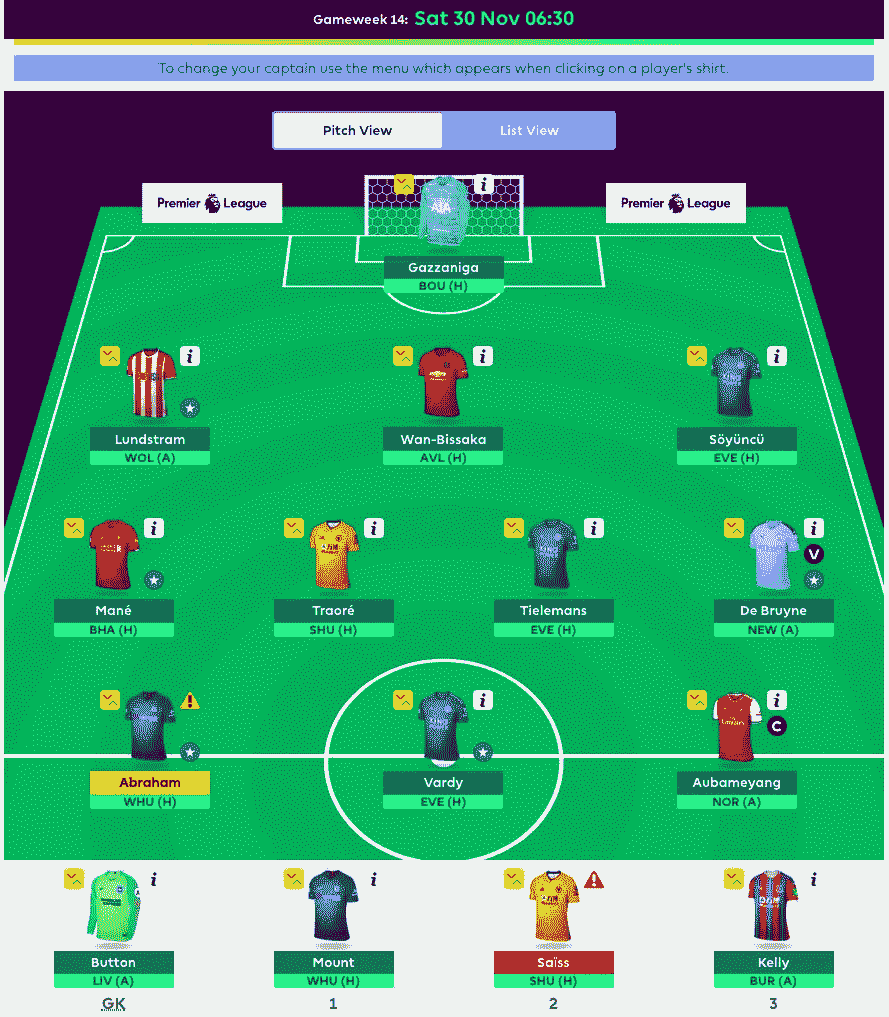 Gameweek 14: Sat 30 Nov 06:30
To change your captain use the menu which appears when clicking on a player's shirt.
Pitch View List View
Premier League Premier League
Gazzaniga
BOU (H)
Lundstram Wan-Bissaka Söyüncü
WOL (A) AVL (H) EVE (H)
V
Mané Traoré Tielemans De Bruyne
BHA (H) SHU (H) EVE (H) NEW (A)
C
Abraham Vardy Aubameyang
WHU (H) EVE (H) NOR (A)
Button Mount Saïss Kelly
LIV (A) WHU (H) SHU (H) BUR (A)
GK 1 2 3